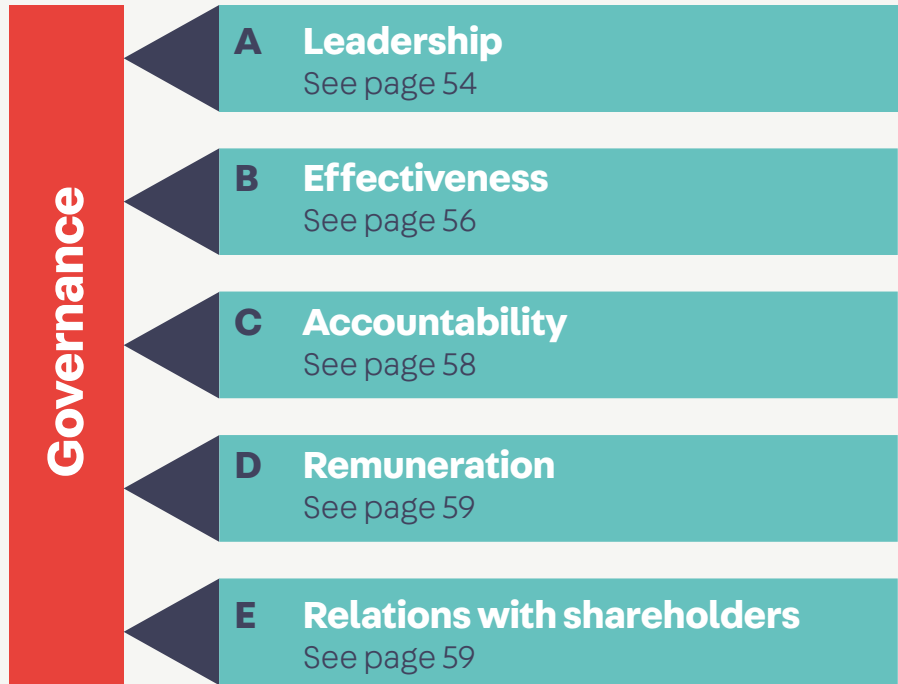 Governance
A Leadership
See page 54
B Effectiveness
See page 56
C Accountability
See page 58
D Remuneration
See page 59
E Relations with shareholders
See page 59